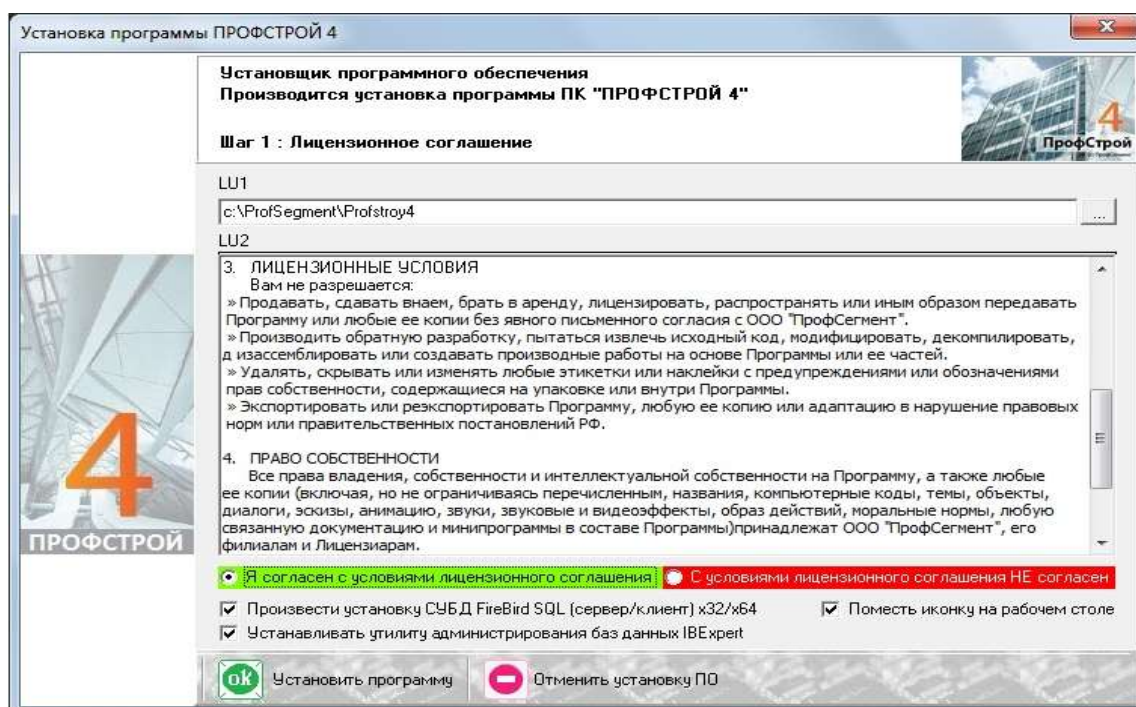 Установка программы ПРОФСТРОЙ 4
Установщик программного обеспечения
Производится установка программы ПК "ПРОФСТРОЙ 4"
Шаг 1 : Лицензионное соглашение
4
ПрофСтрой
LU1
c:\ProfSegment\Profstroy4
...
LU2
3. ЛИЦЕНЗИОННЫЕ УСЛОВИЯ
Вам не разрешается:
» Продавать, сдавать внаем, брать в аренду, лицензировать, распространять или иным образом передавать
Программу или любые ее копии без явного письменного согласия с ООО "ПрофСегмент".
» Производить обратную разработку, пытаться извлечь исходный код, модифицировать, декомпилировать,
д изассемблировать или создавать производные работы на основе Программы или ее частей.
» Удалять, скрывать или изменять любые этикетки или наклейки с предупреждениями или обозначениями
прав собственности, содержащиеся на упаковке или внутри Программы.
» Экспортировать или реэкспортировать Программу, любую ее копию или адаптацию в нарушение правовых
норм или правительственных постановлений РФ.
4. ПРАВО СОБСТВЕННОСТИ
Все права владения, собственности и интеллектуальной собственности на Программу, а также любые
ее копии (включая, но не ограничиваясь перечисленным, названия, компьютерные коды, темы, объекты,
диалоги, эскизы, анимацию, звуки, звуковые и видеоэффекты, образ действий, моральные нормы, любую
связанную документацию и минипрограммы в составе Программы)принадлежат ООО "ПрофСегмент", его
филиалам и Лицензиарам.
4
ПРОФСТРОЙ
Я согласен с условиями лицензионного соглашения
С условиями лицензионного соглашения НЕ согласен
Произвести установку СУБД FireBird SQL (сервер/клиент) x32/x64
Поместь иконку на рабочем столе
Устанавливать утилиту администрирования баз данных IBExpert
ok
Установить программу
Отменить установку ПО